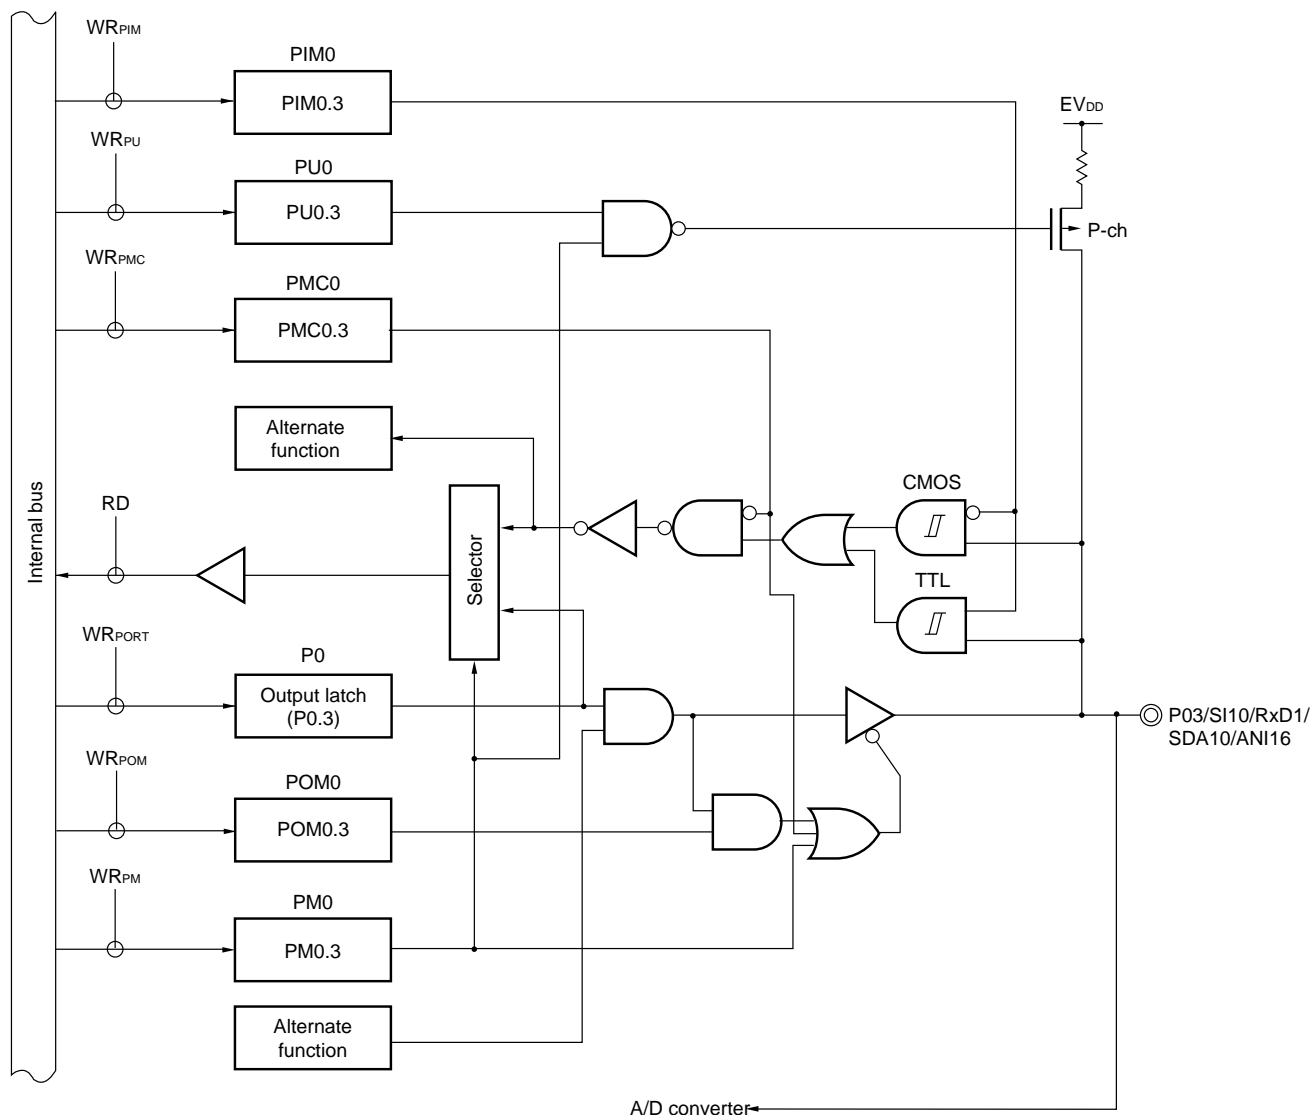 WRPIM
PIM0
PIM0.3
EVDD
WRPU
PU0
PU0.3
P-ch
WRPMC
PMC0
PMC0.3
Alternate
function
CMOS
RD
Internal bus
Selector
TTL
WRPORT
P0
Output latch
(P0.3)
P03/SI10/RxD1/
SDA10/ANI16
WRPOM
POM0
POM0.3
WRPM
PM0
PM0.3
Alternate
function
A/D converter